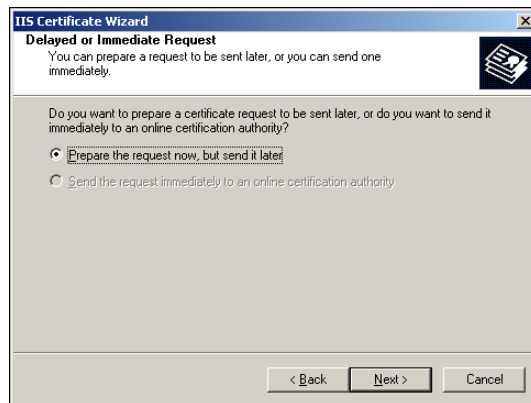 IIS Certificate Wizard
Delayed or Immediate Request
You can prepare a request to be sent later, or you can send one
immediately.
Do you want to prepare a certificate request to be sent later, or do you want to send it
immediately to an online certification authority?
Prepare the request now, but send it later
Send the request immediately to an online certification authority
< Back Next > Cancel